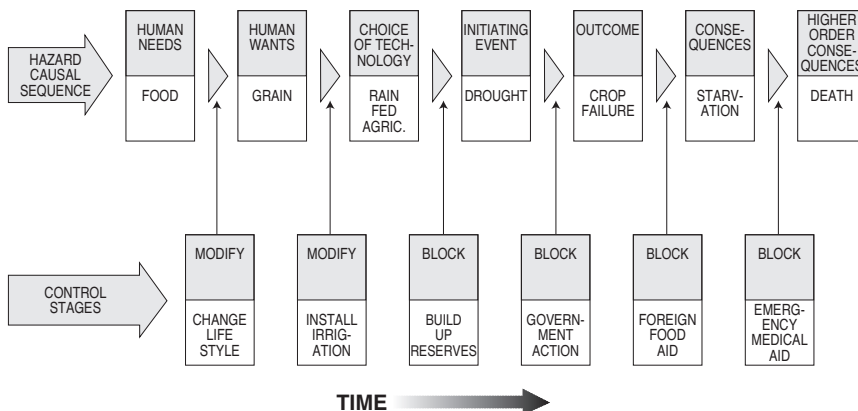 HAZARD
CAUSAL
SEQUENCE
HUMAN
NEEDS
FOOD
HUMAN
WANTS
GRAIN
CHOICE
OF TECH-
NOLOGY
RAIN
FED
AGRIC.
INITIATING
EVENT
DROUGHT
OUTCOME
CROP
FAILURE
CONSE-
QUENCES
STARV-
ATION
HIGHER
ORDER
CONSE-
QUENCES
DEATH
CONTROL
STAGES
MODIFY
CHANGE
LIFE
STYLE
MODIFY
INSTALL
IRRIG-
ATION
BLOCK
BUILD
UP
RESERVES
BLOCK
GOVERN-
MENT
ACTION
BLOCK
FOREIGN
FOOD
AID
BLOCK
EMERG-
ENCY
MEDICAL
AID
TIME